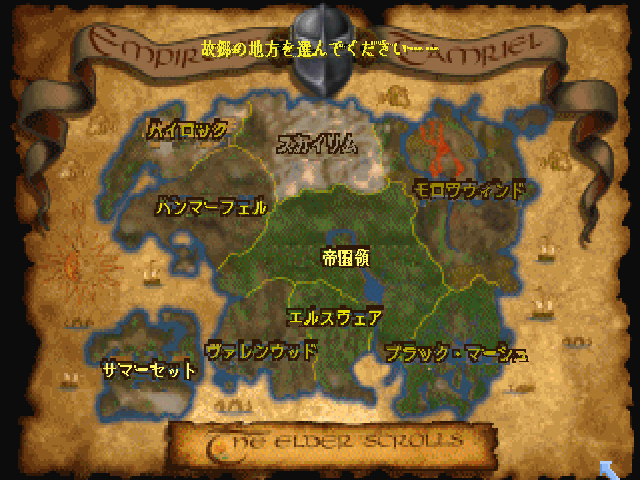 EMPIRE
TAMRIEL
故郷の地方を選んでください……
ハイロック
スカイリム
モロウウィンド
ハンマーフェル
帝国領
エルスウェア
ヴァレンウッド
ブラック・マーシュ
サマーセット
THE ELDER SCROLLS